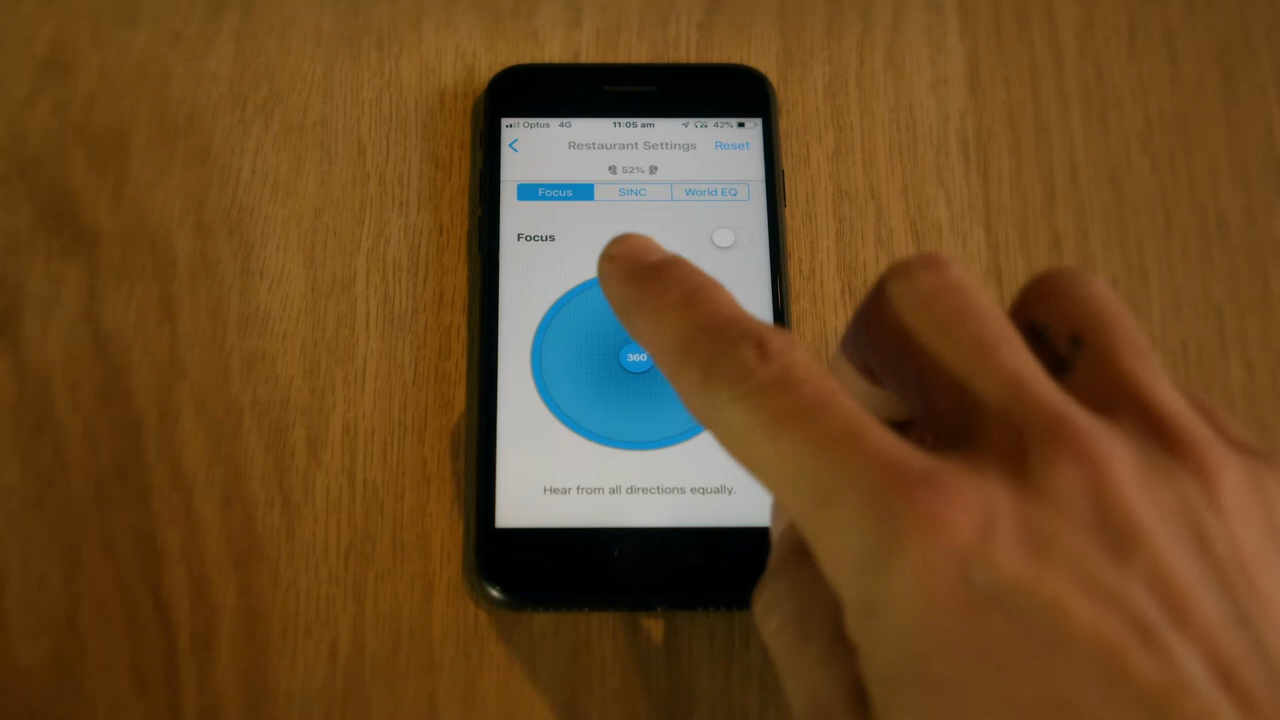 Optus 4G 11:05 am 42%
Restaurant Settings Reset
52%
Focus SINC World EQ
Focus
360°
Hear from all directions equally.